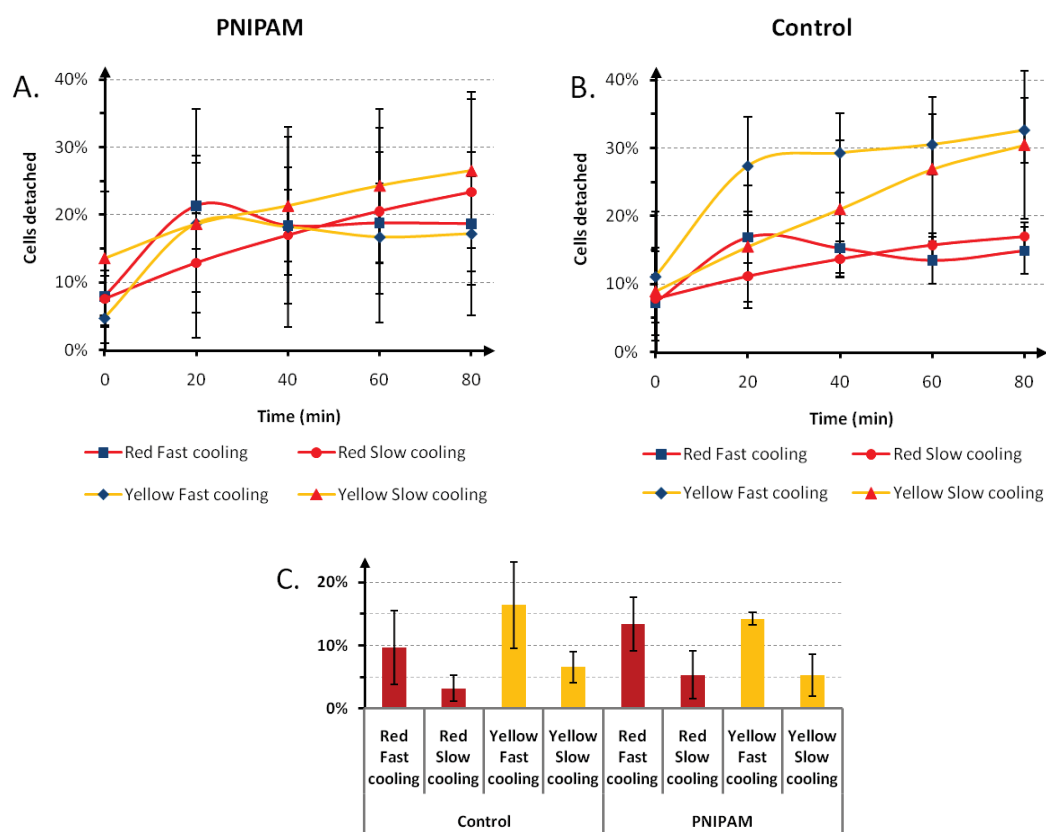 PNIPAM
Control
A.
40%
30%
20%
10%
0%
Cells detached
0 20 40 60 80
Time (min)
Red Fast cooling
Red Slow cooling
Yellow Fast cooling
Yellow Slow cooling
B.
40%
30%
20%
10%
0%
Cells detached
0 20 40 60 80
Time (min)
Red Fast cooling
Red Slow cooling
Yellow Fast cooling
Yellow Slow cooling
C.
20%
10%
0%
Red Red Yellow Yellow Red Red Yellow Yellow
Fast Slow Fast Slow Fast Slow Fast Slow
cooling cooling cooling cooling cooling cooling cooling cooling
Control PNIPAM